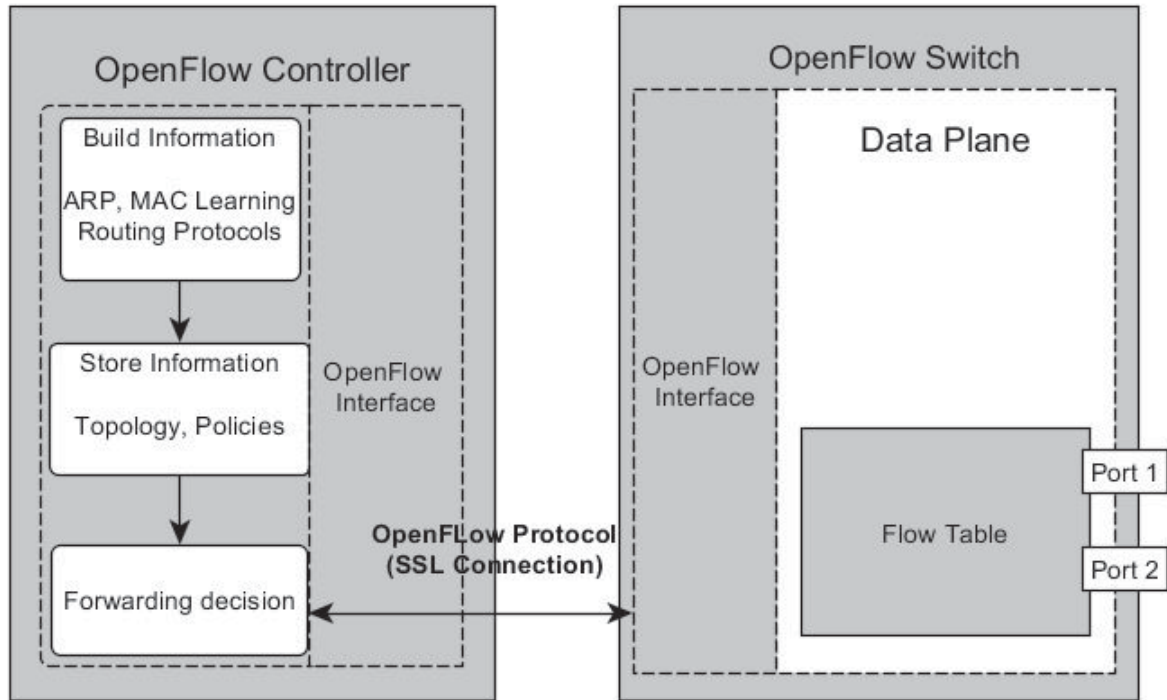 OpenFlow Controller
Build Information
ARP, MAC Learning
Routing Protocols
Store Information
Topology, Policies
Forwarding decision
OpenFlow
Interface
OpenFLow Protocol
(SSL Connection)
OpenFlow Switch
OpenFlow
Interface
Data Plane
Flow Table
Port 1
Port 2